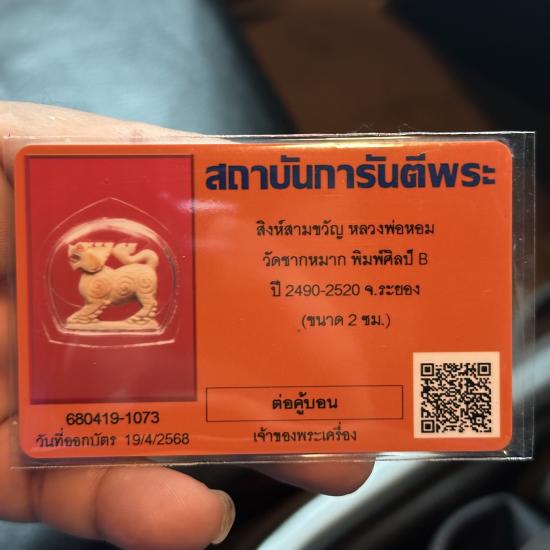 สถาบันการันตีพระ
สิงห์สามขวัญ หลวงพ่อหอม
วัดซากหมาก พิมพ์ศิลป์ B
ปี 2490-2520 จ.ระยอง
(ขนาด 2 ซม.)
ต่อคู้บอน
เจ้าของพระเครื่อง
680419-1073
วันที่ออกบัตร 19/4/2568